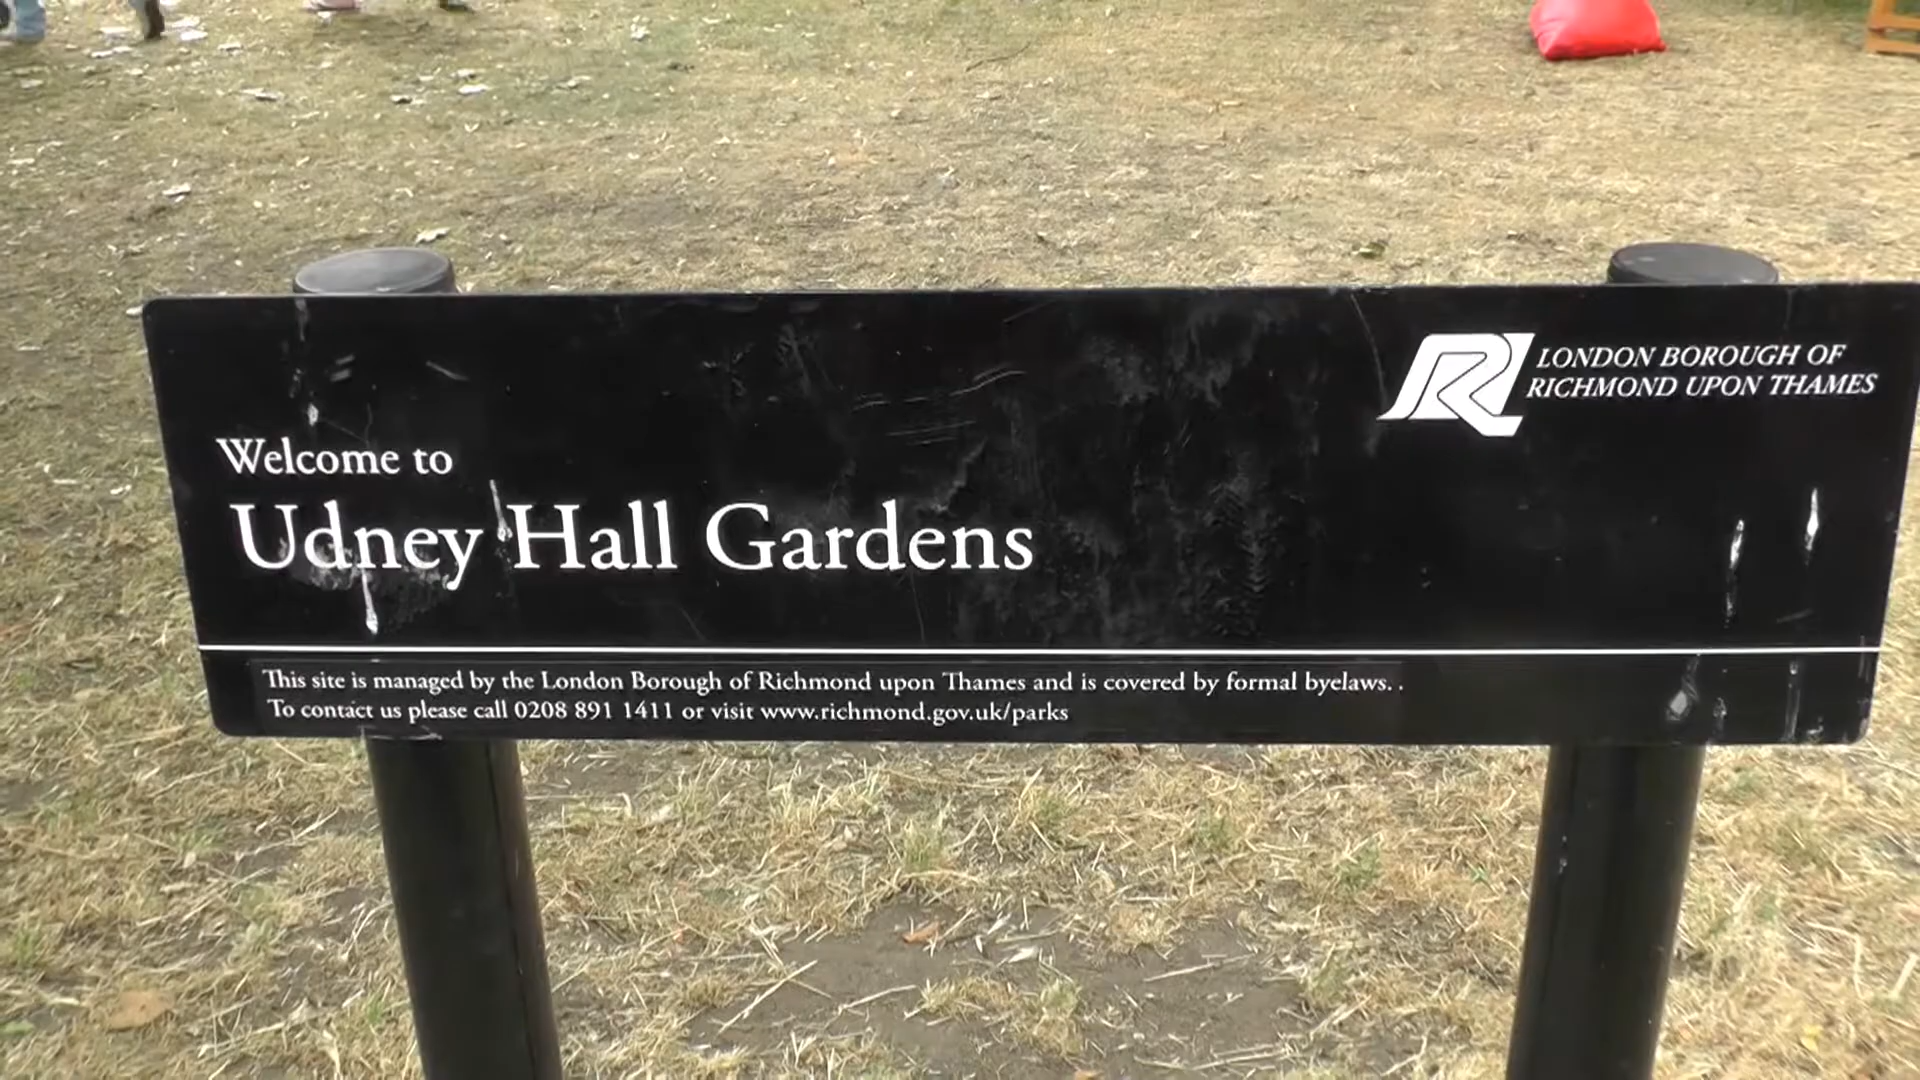 LONDON BOROUGH OF
RICHMOND UPON THAMES
Welcome to
Udney Hall Gardens
This site is managed by the London Borough of Richmond upon Thames and is covered by formal byelaws. .
To contact us please call 0208 891 1411 or visit www.richmond.gov.uk/parks